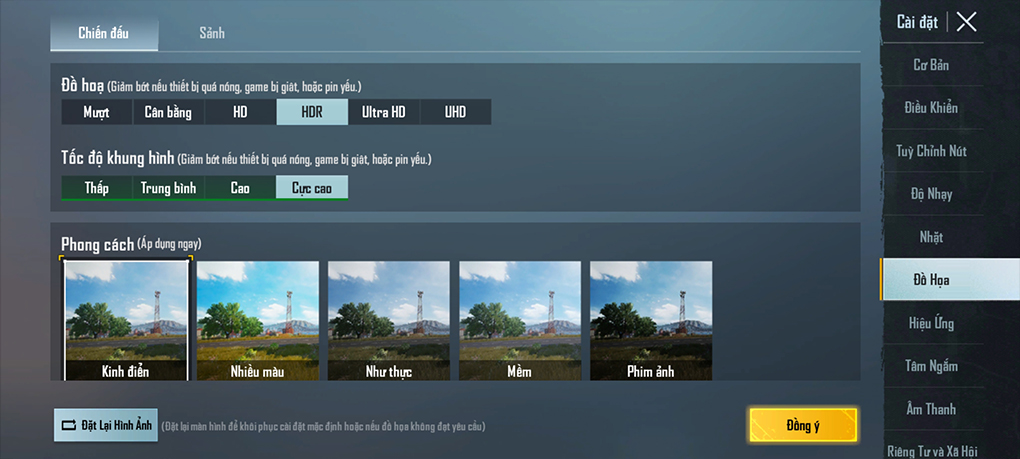 Chiến đấu
Sảnh
Cài đặt
Đồ hoạ (Giảm bớt nếu thiết bị quá nóng, game bị giật, hoặc pin yếu.)
Mượt Cân bằng HD HDR Ultra HD UHD
Tốc độ khung hình (Giảm bớt nếu thiết bị quá nóng, game bị giật, hoặc pin yếu.)
Thấp Trung bình Cao Cực cao
Phong cách (Áp dụng ngay)
Kinh điển Nhiều màu Như thực Mềm Phim ảnh
Đặt Lại Hình Ảnh (Đặt lại màn hình để khôi phục cài đặt mặc định hoặc nếu đồ họa không đạt yêu cầu)
Đồng ý
Cơ Bản
Điều Khiển
Tuỳ Chỉnh Nút
Độ Nhạy
Nhặt
Đồ Họa
Hiệu Ứng
Tâm Ngắm
Âm Thanh
Riêng Tư và Xã Hội